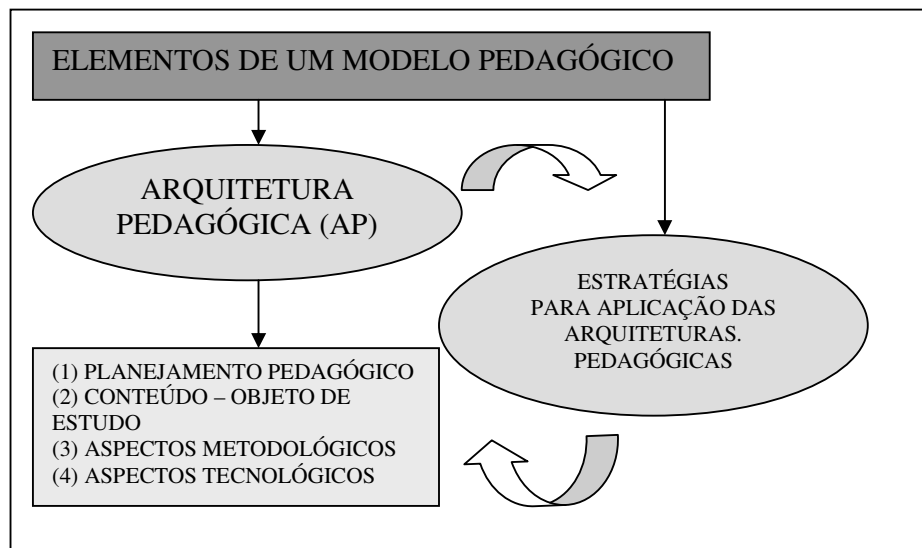 ELEMENTOS DE UM MODELO PEDAGÓGICO
ARQUITETURA
PEDAGÓGICA (AP)
ESTRATÉGIAS
PARA APLICAÇÃO DAS
ARQUITETURAS.
PEDAGÓGICAS
(1) PLANEJAMENTO PEDAGÓGICO
(2) CONTEÚDO – OBJETO DE
ESTUDO
(3) ASPECTOS METODOLÓGICOS
(4) ASPECTOS TECNOLÓGICOS